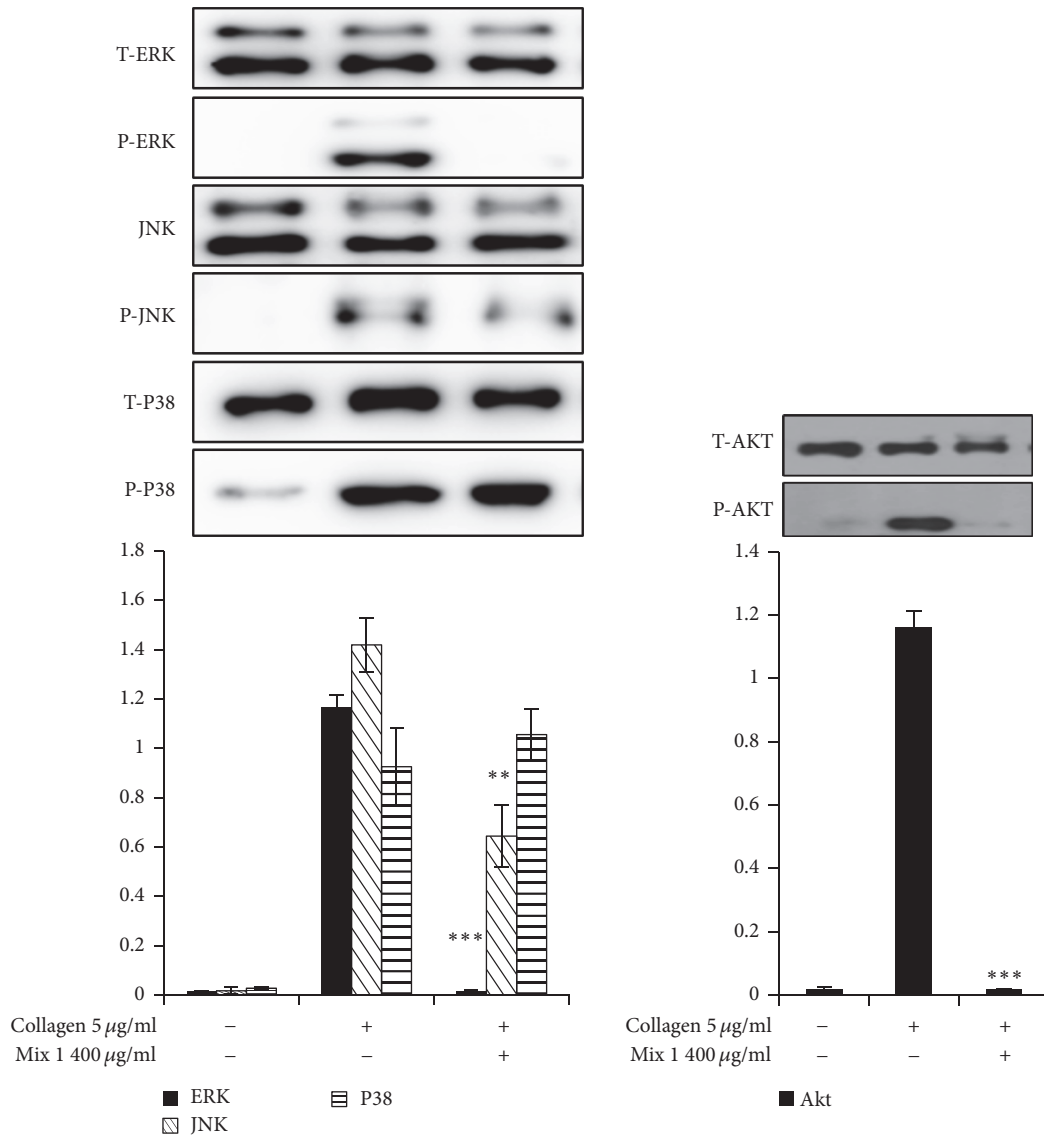 T-ERK
P-ERK
JNK
P-JNK
T-P38
P-P38
1.8
1.6
1.4
1.2
1
0.8
0.6
0.4
0.2
0
**
***
Collagen 5 μg/ml – + +
Mix 1 400 μg/ml – – +
ERK P38
JNK
T-AKT
P-AKT
1.4
1.2
1
0.8
0.6
0.4
0.2
0
***
Collagen 5 μg/ml – + +
Mix 1 400 μg/ml – – +
Akt